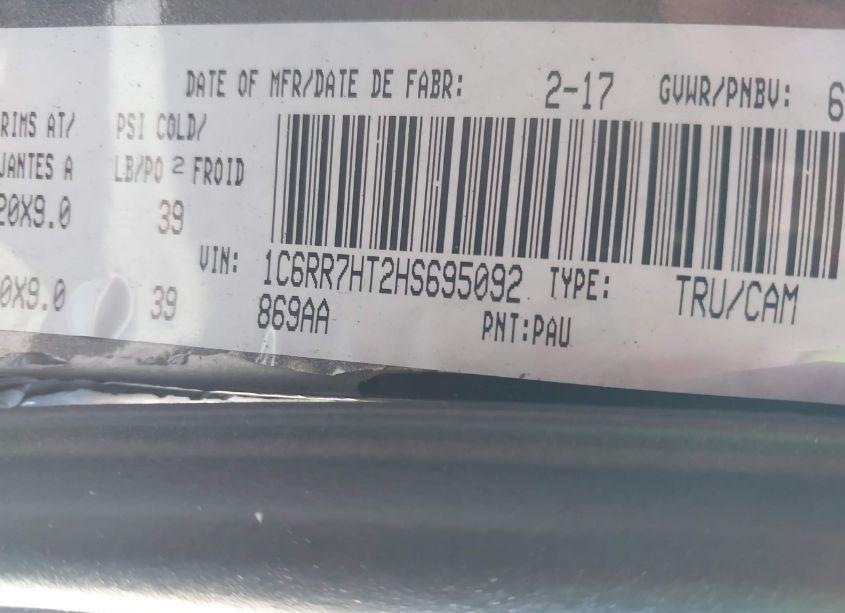 DATE OF MFR/DATE DE FABR: 2-17 GVWR/PNBV: 6
RIMS AT/ PSI COLD/
JANTES A LB/PO 2 FROID
20X9.0 39
VIN: 1C6RR7HT2HS695092 TYPE: TRU/CAM
0X9.0 39 869AA PNT:PAU